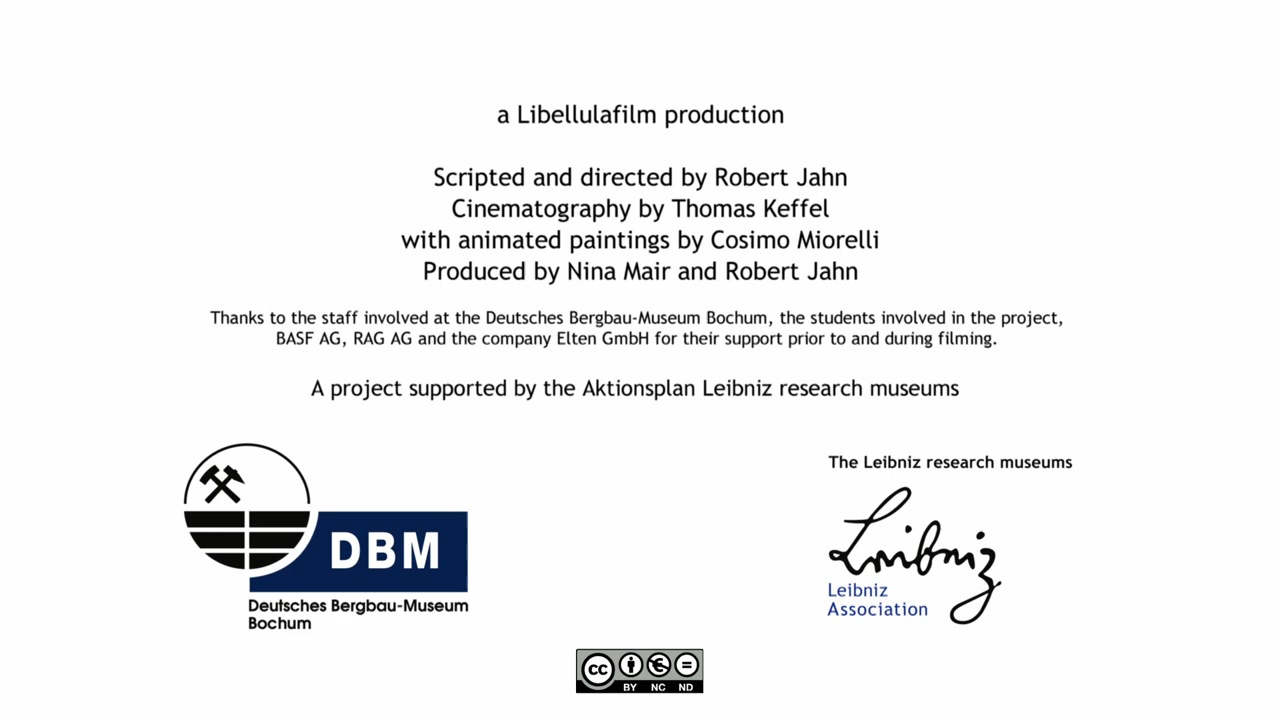 a Libellulafilm production
Scripted and directed by Robert Jahn
Cinematography by Thomas Keffel
with animated paintings by Cosimo Miorelli
Produced by Nina Mair and Robert Jahn
Thanks to the staff involved at the Deutsches Bergbau-Museum Bochum, the students involved in the project,
BASF AG, RAG AG and the company Elten GmbH for their support prior to and during filming.
A project supported by the Aktionsplan Leibniz research museums
DBM
Deutsches Bergbau-Museum
Bochum
The Leibniz research museums
Leibniz
Leibniz
Association
cc
BY NC ND